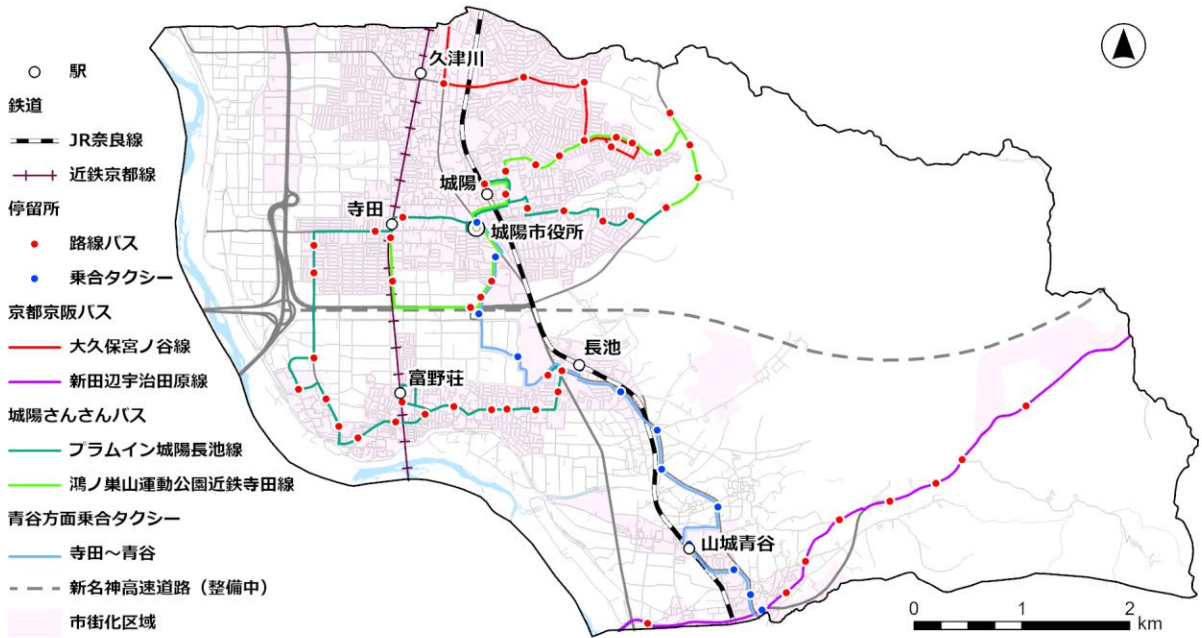 駅
鉄道
JR奈良線
近鉄京都線
停留所
路線バス
乗合タクシー
京都京阪バス
大久保宮ノ谷線
新田辺宇治田原線
城陽さんさんバス
プラムイン城陽長池線
鴻ノ巣山運動公園近鉄寺田線
青谷方面乗合タクシー
寺田～青谷
新名神高速道路（整備中）
市街化区域
久津川
城陽
寺田
城陽市役所
長池
富野荘
山城青谷
0 1 2
km